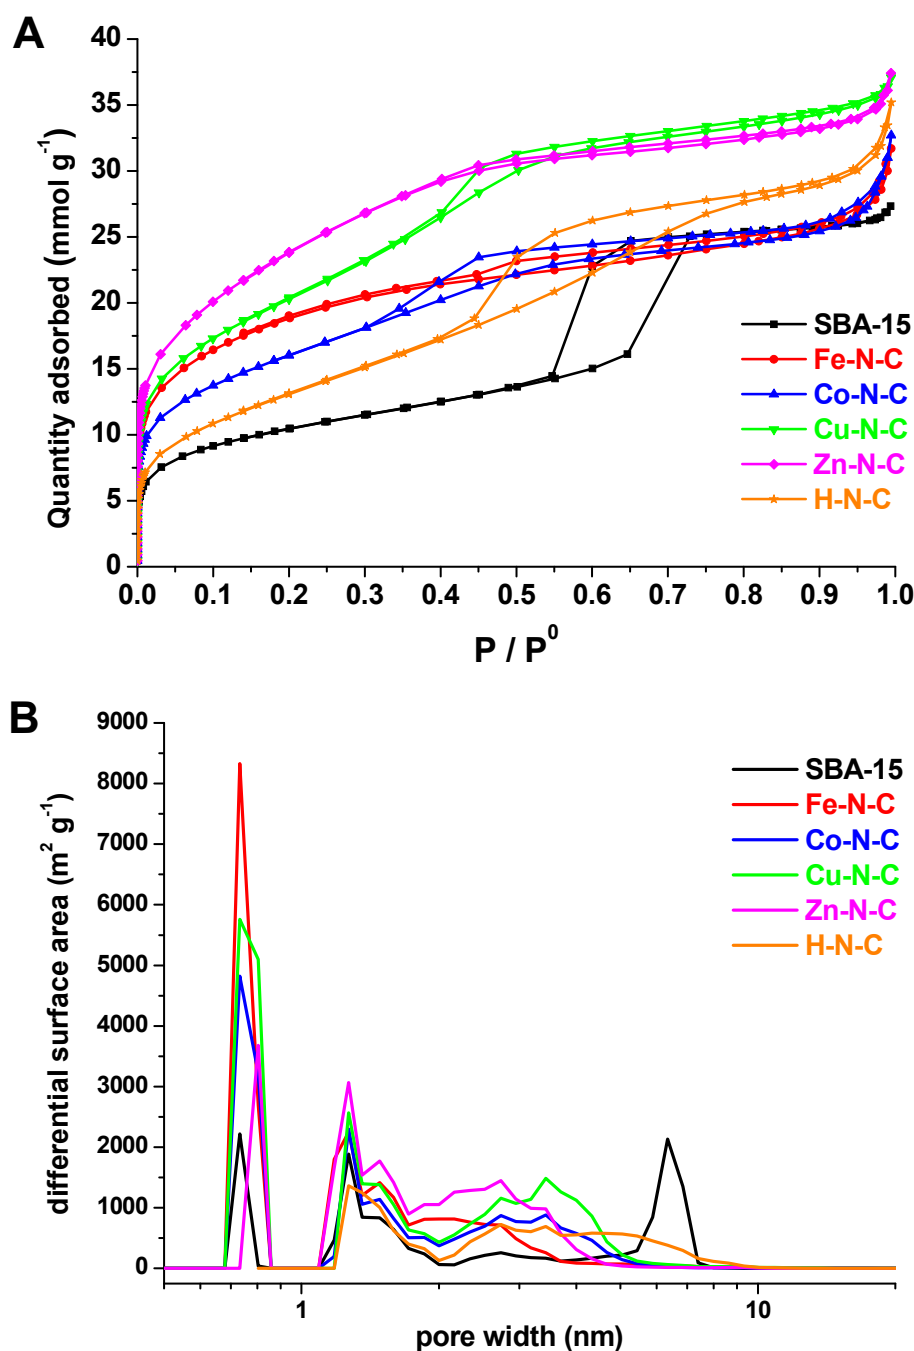 A
40
35
30
25
20
15
10
5
0
Quantity adsorbed (mmol g⁻¹)
SBA-15
Fe-N-C
Co-N-C
Cu-N-C
Zn-N-C
H-N-C
0.0 0.1 0.2 0.3 0.4 0.5 0.6 0.7 0.8 0.9 1.0
P / P⁰
B
9000
8000
7000
6000
5000
4000
3000
2000
1000
0
differential surface area (m² g⁻¹)
SBA-15
Fe-N-C
Co-N-C
Cu-N-C
Zn-N-C
H-N-C
1 10
pore width (nm)